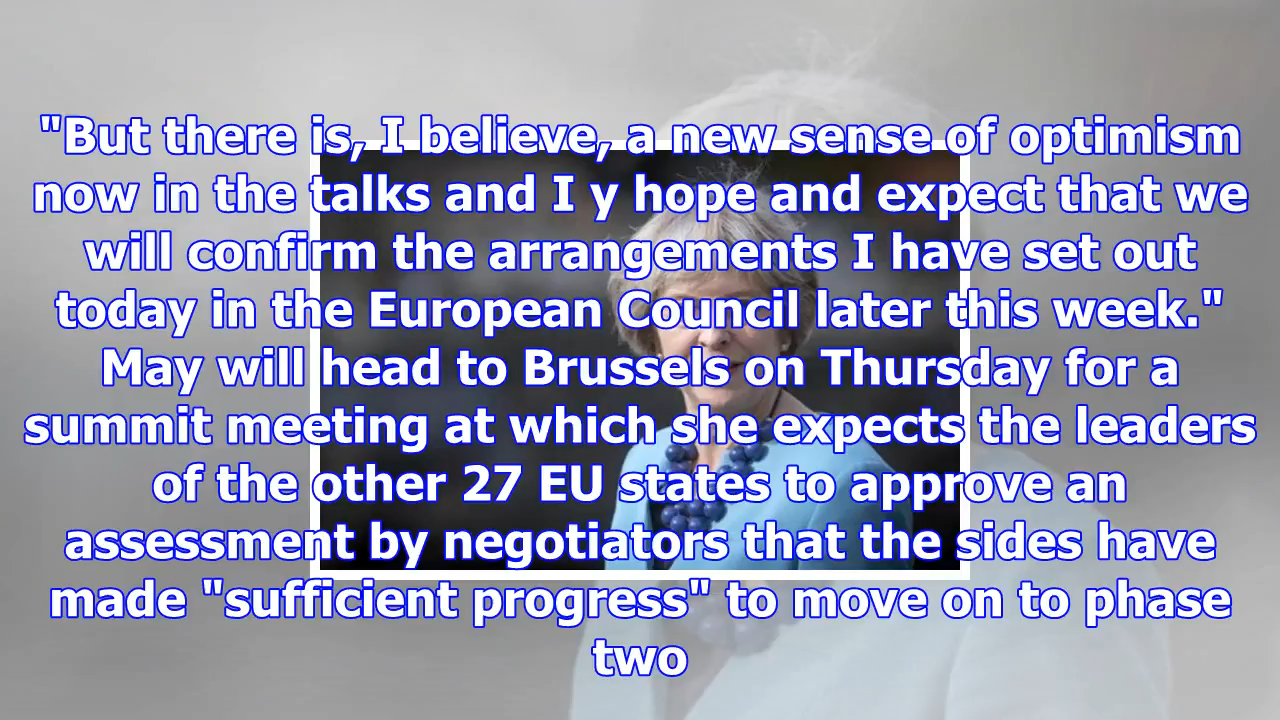 "But there is, I believe, a new sense of optimism
now in the talks and I y hope and expect that we
will confirm the arrangements I have set out
today in the European Council later this week."
May will head to Brussels on Thursday for a
summit meeting at which she expects the leaders
of the other 27 EU states to approve an
assessment by negotiators that the sides have
made "sufficient progress" to move on to phase
two